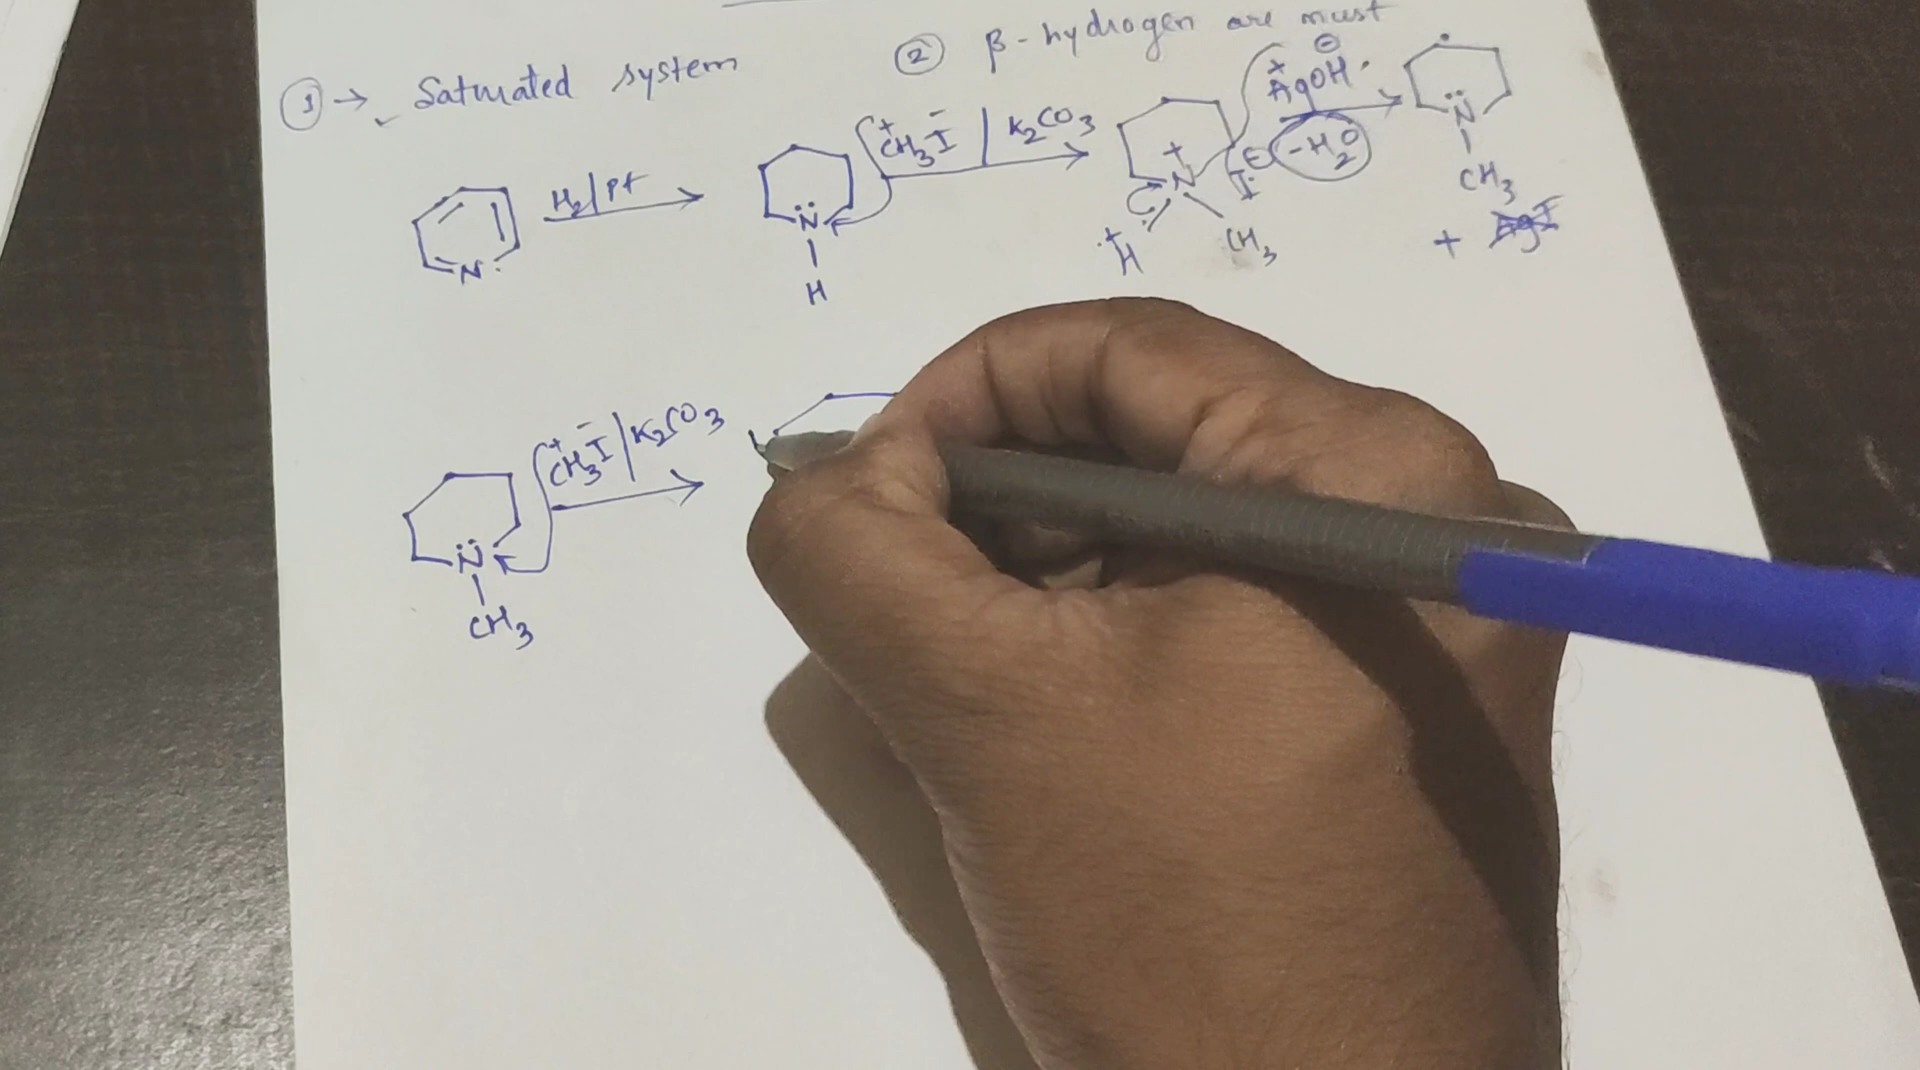 ① → Saturated system
② β-hydrogen are must
N
H₂/Pt
N
H
+ -
CH₃I / K₂CO₃
+
N
H +
CH₃
I ⊖
+ ⊖
AgOH
-H₂O
N
CH₃
+ AgI
N
CH₃
+ -
CH₃I / K₂CO₃